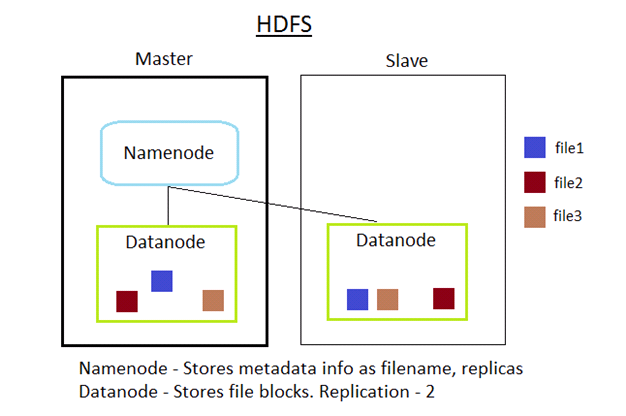 HDFS
Master
Slave
Namenode
file1
file2
file3
Datanode
Datanode
Namenode - Stores metadata info as filename, replicas
Datanode - Stores file blocks. Replication - 2